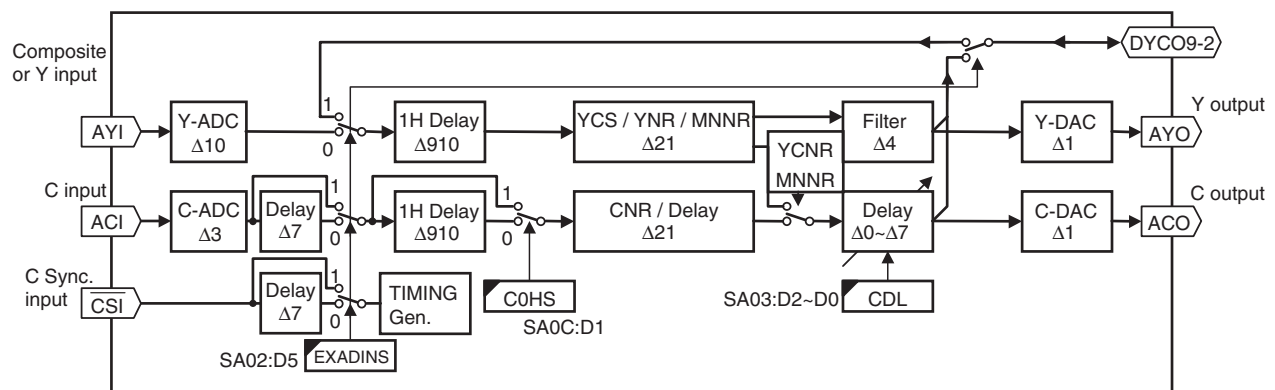 Composite
or Y input
DYCO9-2
1
Y output
AYI
Y-ADC
Δ10
0
1H Delay
Δ910
YCS / YNR / MNNR
Δ21
YCNR
MNNR
Filter
Δ4
Y-DAC
Δ1
AYO
C input
C output
ACI
C-ADC
Δ3
Delay
Δ7
1
0
1H Delay
Δ910
1
0
CNR / Delay
Δ21
Delay
Δ0~Δ7
C-DAC
Δ1
ACO
C Sync.
input
CSI
Delay
Δ7
1
0
TIMING
Gen.
C0HS
SA0C:D1
SA03:D2~D0
CDL
SA02:D5
EXADINS